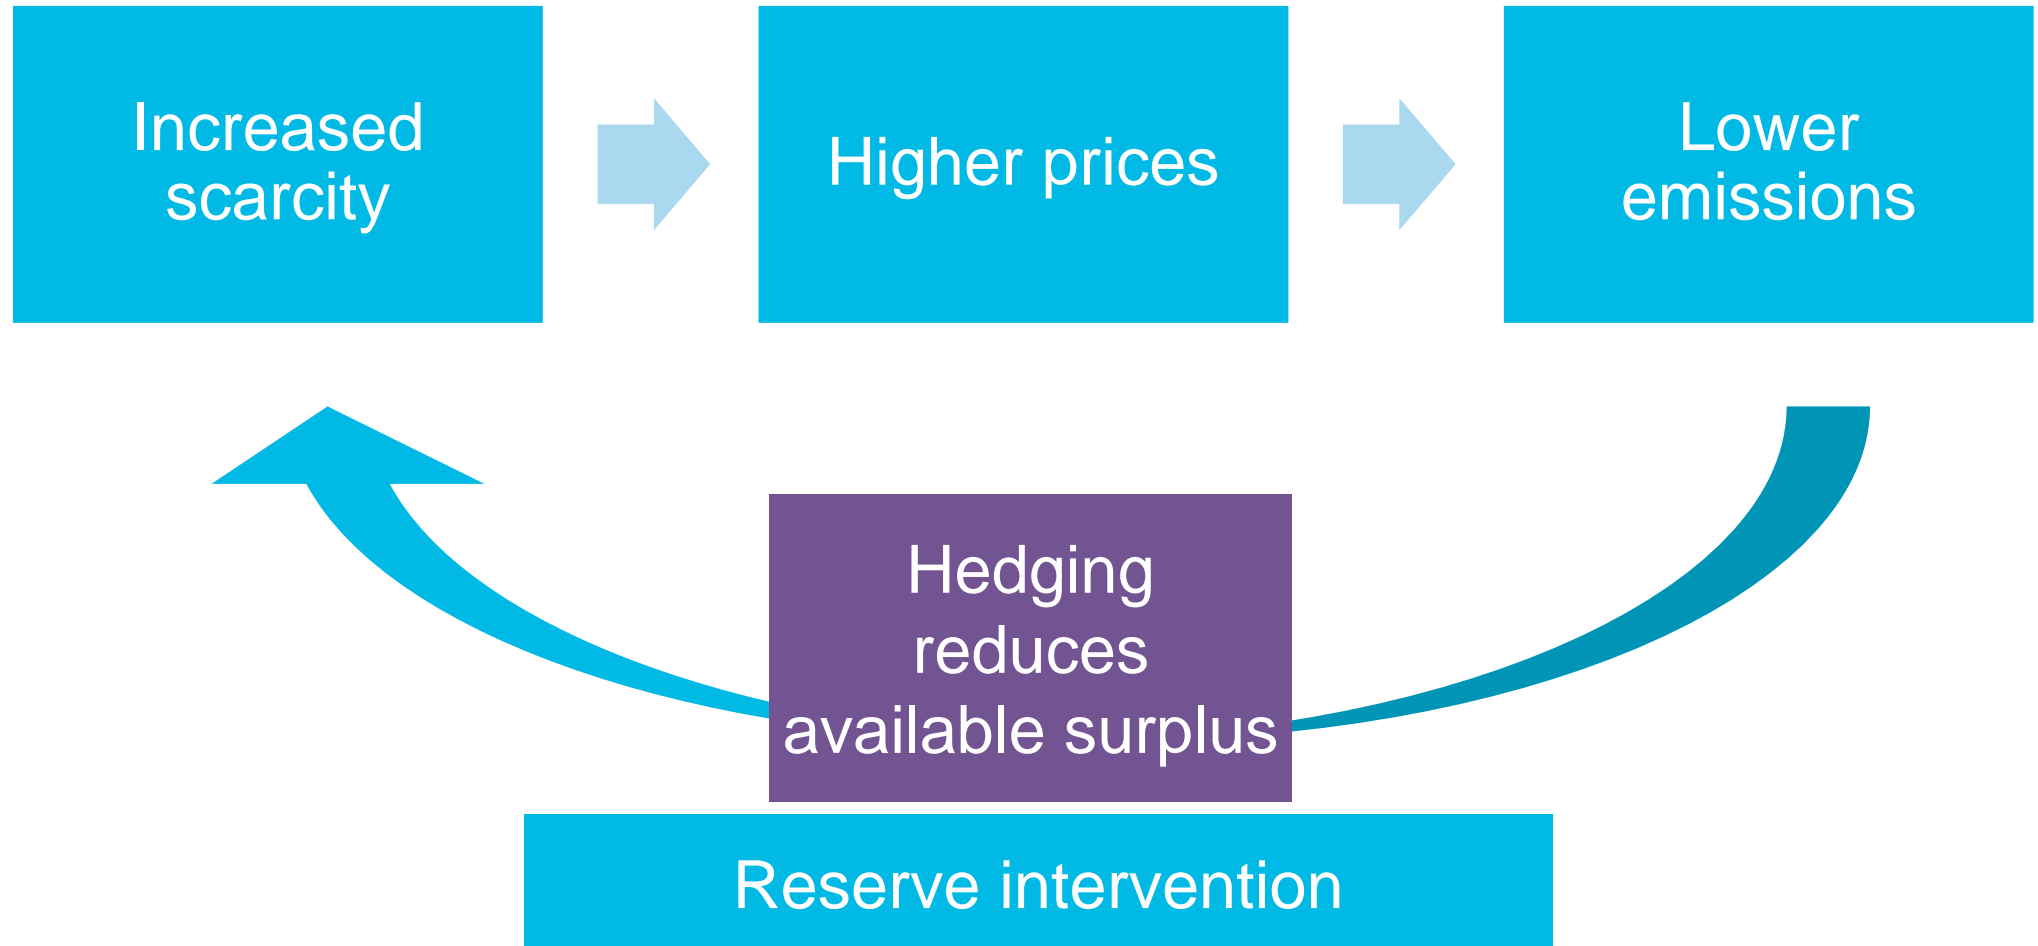 Increased
scarcity
Higher prices
Lower
emissions
Hedging
reduces
available surplus
Reserve intervention